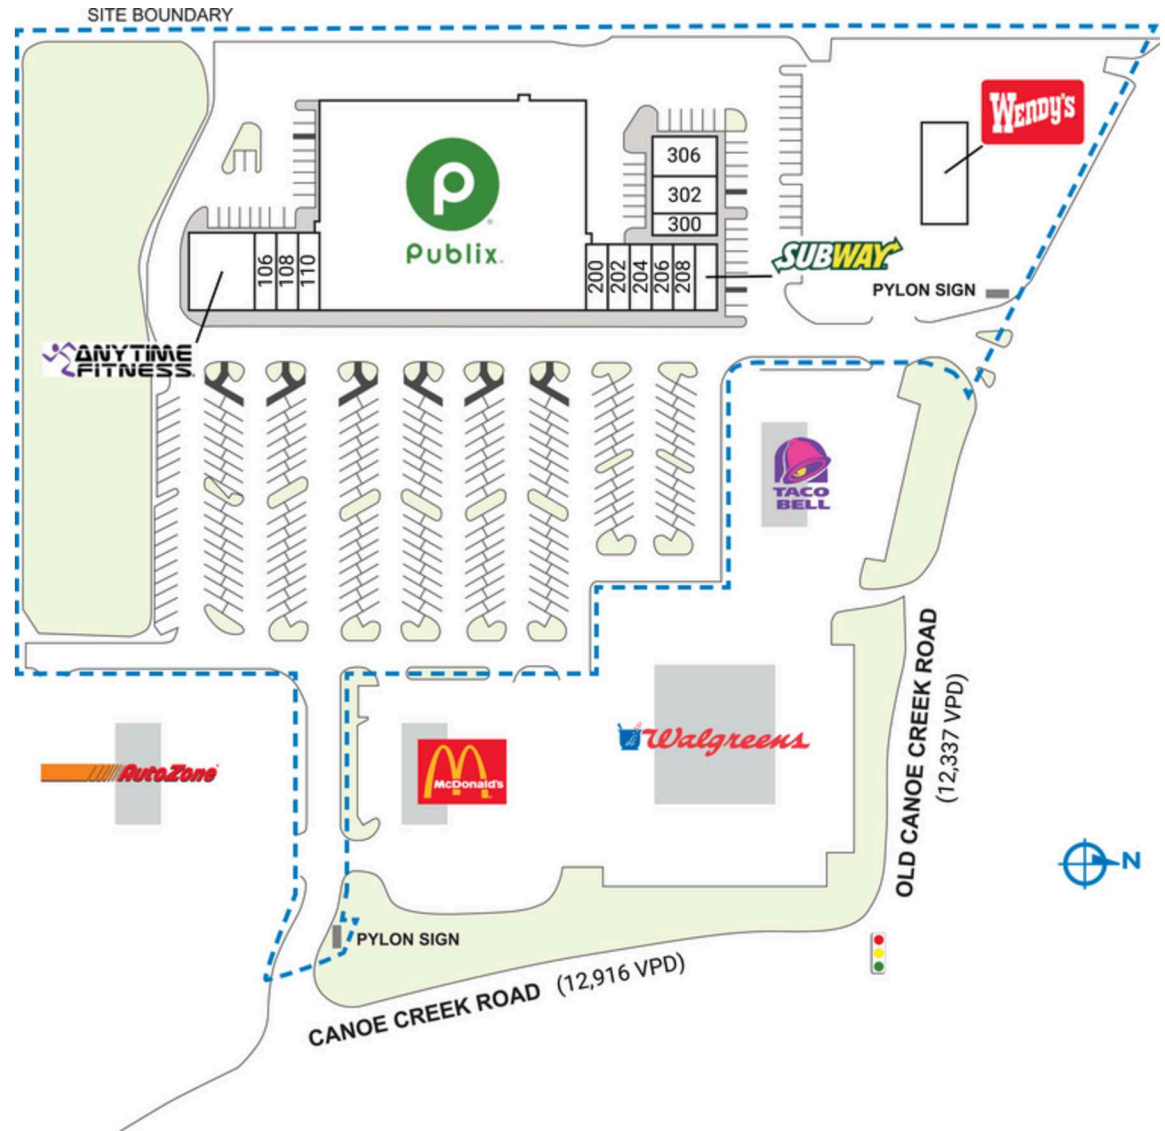 SITE BOUNDARY
WENDY'S
306
302
300
Publix.
106
108
110
200
202
204
206
208
SUBWAY
PYLON SIGN
ANYTIME
FITNESS.
TACO
BELL
AutoZone
McDonald's
Walgreens
OLD CANOE CREEK ROAD
(12,337 VPD)
N
PYLON SIGN
CANOE CREEK ROAD (12,916 VPD)